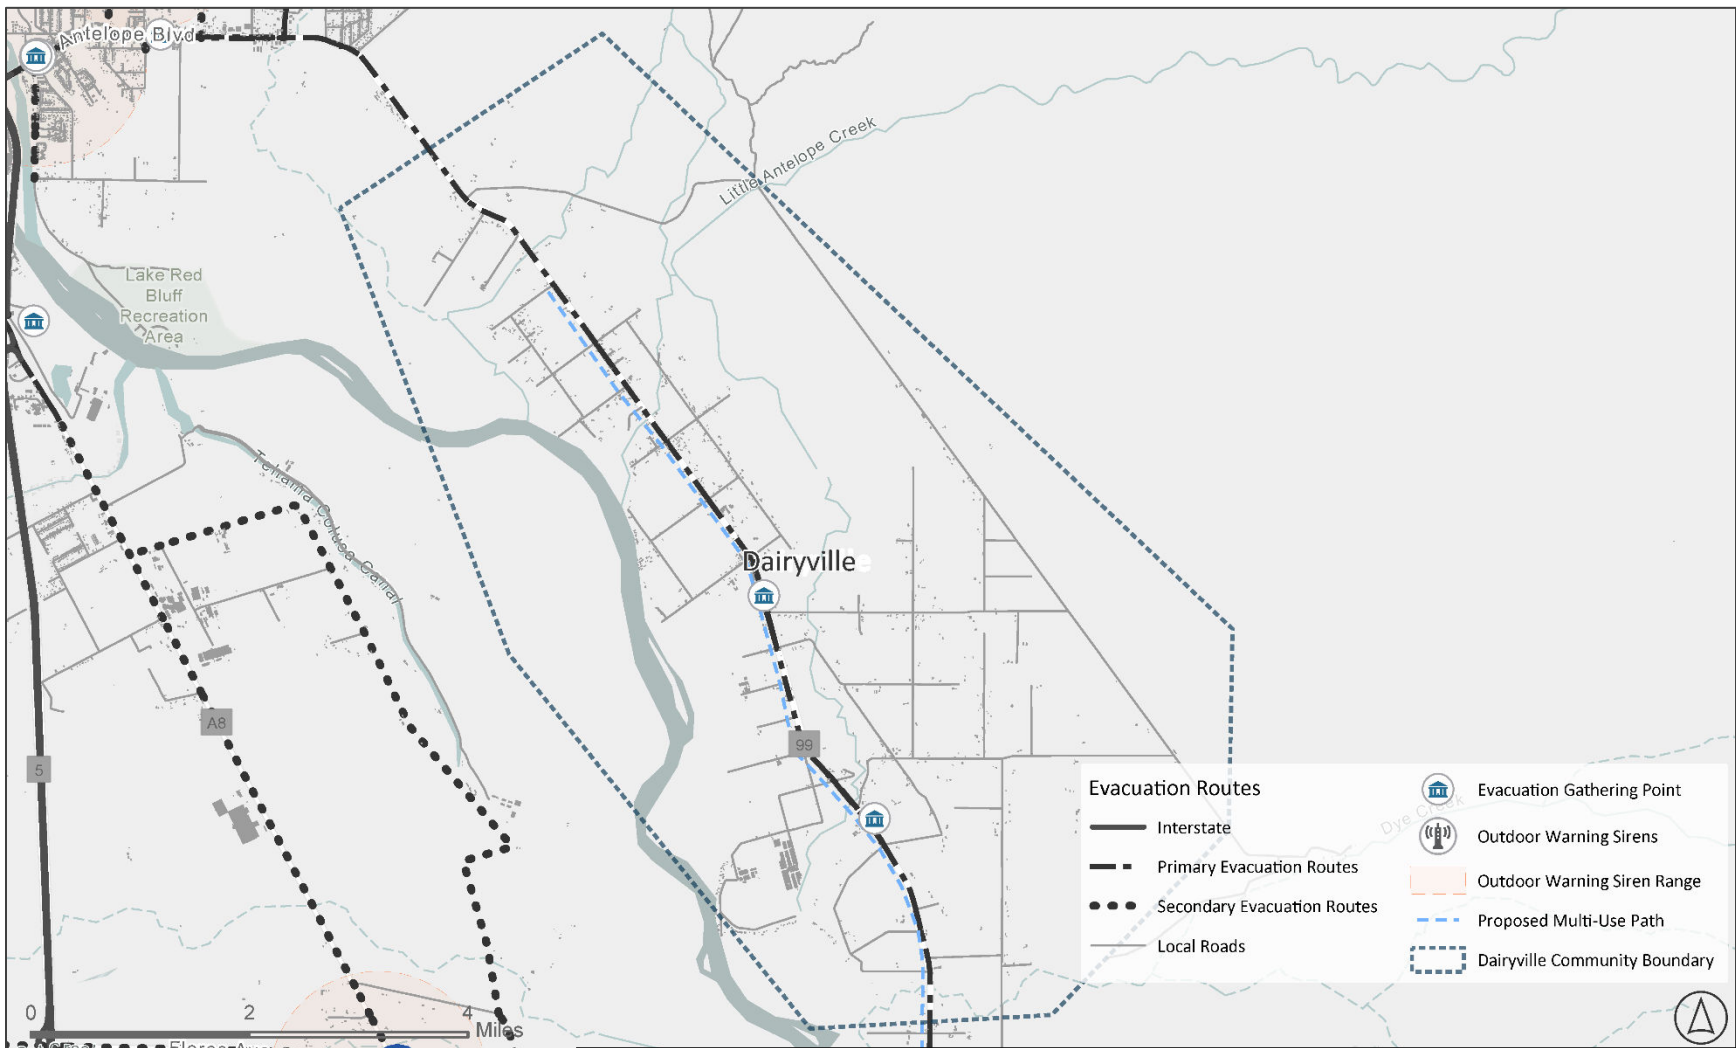 Antelope Blvd
Little Antelope Creek
Lake Red
Bluff
Recreation
Area
Tehama Colusa Canal
Dairyville
A8
99
5
Evacuation Routes
Interstate
Primary Evacuation Routes
Secondary Evacuation Routes
Local Roads
Evacuation Gathering Point
Outdoor Warning Sirens
Outdoor Warning Siren Range
Proposed Multi-Use Path
Dairyville Community Boundary
Dye Creek
0 2 4
Miles